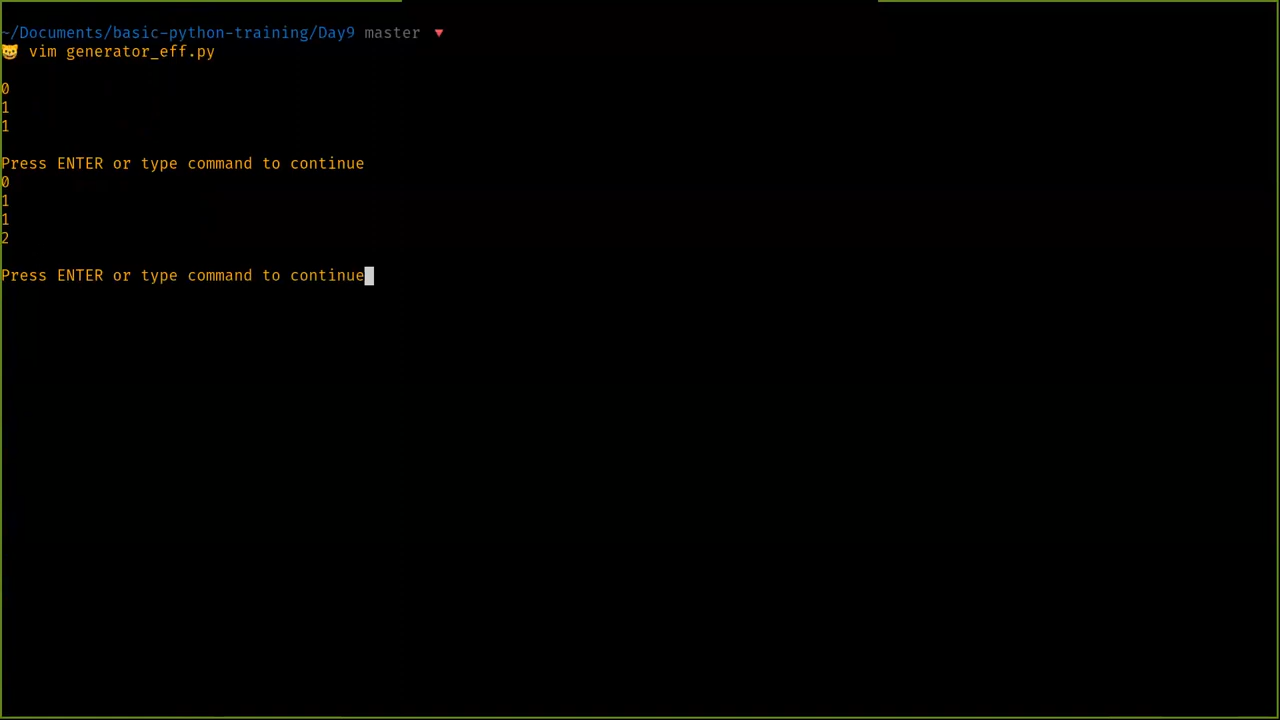 ~/Documents/basic-python-training/Day9 master
vim generator_eff.py
0
1
1
Press ENTER or type command to continue
0
1
1
2
Press ENTER or type command to continue